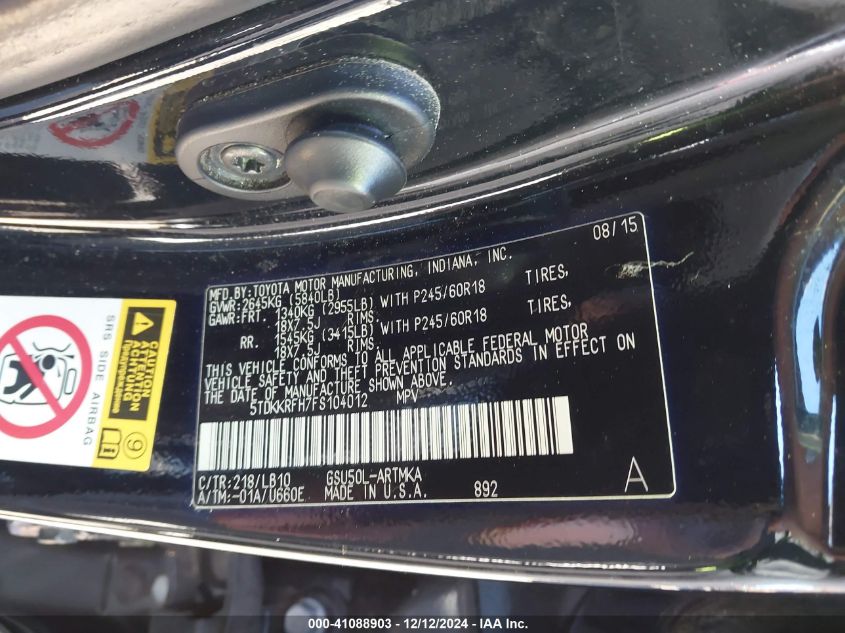 08/15
MFD. BY: TOYOTA MOTOR MANUFACTURING, INDIANA, INC.
GVWR: 2645KG (5840LB)
GAWR: FRT. 1340KG (2955LB) WITH P245/60R18 TIRES,
18X7.5J RIMS.
RR. 1545KG (3415LB) WITH P245/60R18 TIRES,
18X7.5J RIMS.
THIS VEHICLE CONFORMS TO ALL APPLICABLE FEDERAL MOTOR
VEHICLE SAFETY AND THEFT PREVENTION STANDARDS IN EFFECT ON
THE DATE OF MANUFACTURE SHOWN ABOVE.
5TDKKRFH7FS104012 MPV
C/TR: 218/LB10 GSU50L-ARTMKA
A/TM: -01A/U660E MADE IN U.S.A. 892 A
SRS SIDE AIRBAG
CAUTION
ATTENTION
9
000-41088903 - 12/12/2024 - IAA Inc.